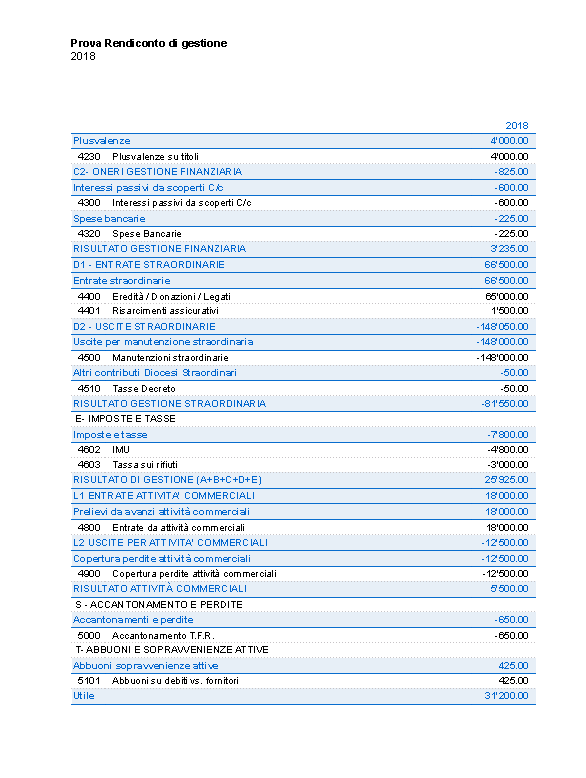 Prova Rendiconto di gestione
2018
2018
Plusvalenze 4'000.00
4230 Plusvalenze su titoli 4'000.00
C2- ONERI GESTIONE FINANZIARIA -825.00
Interessi passivi da scoperti C/c -600.00
4300 Interessi passivi da scoperti C/c -600.00
Spese bancarie -225.00
4320 Spese Bancarie -225.00
RISULTATO GESTIONE FINANZIARIA 3'235.00
D1 - ENTRATE STRAORDINARIE 66'500.00
Entrate straordinarie 66'500.00
4400 Eredità / Donazioni / Legati 65'000.00
4401 Risarcimenti assicurativi 1'500.00
D2 - USCITE STRAORDINARIE -148'050.00
Uscite per manutenzione straordinaria -148'000.00
4500 Manutenzioni straordinarie -148'000.00
Altri contributi Diocesi Straordinari -50.00
4510 Tasse Decreto -50.00
RISULTATO GESTIONE STRAORDINARIA -81'550.00
E- IMPOSTE E TASSE
Imposte e tasse -7'800.00
4602 IMU -4'800.00
4603 Tassa sui rifiuti -3'000.00
RISULTATO DI GESTIONE (A+B+C+D+E) 25'925.00
L1 ENTRATE ATTIVITA' COMMERCIALI 18'000.00
Prelievi da avanzi attività commerciali 18'000.00
4800 Entrate da attività commerciali 18'000.00
L2 USCITE PER ATTIVITA' COMMERCIALI -12'500.00
Copertura perdite attività commerciali -12'500.00
4900 Copertura perdite attività commerciali -12'500.00
RISULTATO ATTIVITÀ COMMERCIALI 5'500.00
S - ACCANTONAMENTO E PERDITE
Accantonamenti e perdite -650.00
5000 Accantonamento T.F.R. -650.00
T- ABBUONI E SOPRAVVENIENZE ATTIVE
Abbuoni sopravvenienze attive 425.00
5101 Abbuoni su debiti vs. fornitori 425.00
Utile 31'200.00